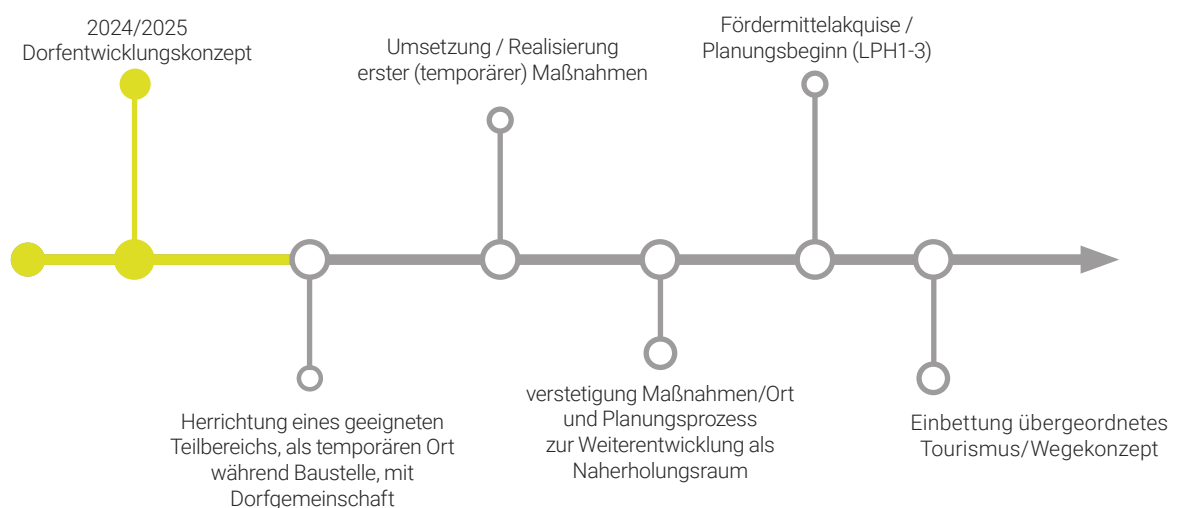 2024/2025
Dorfentwicklungskonzept
Umsetzung / Realisierung
erster (temporärer) Maßnahmen
Fördermittelakquise /
Planungsbeginn (LPH1-3)
Herrichtung eines geeigneten
Teilbereichs, als temporären Ort
während Baustelle, mit
Dorfgemeinschaft
verstetigung Maßnahmen/Ort
und Planungsprozess
zur Weiterentwicklung als
Naherholungsraum
Einbettung übergeordnetes
Tourismus/Wegekonzept